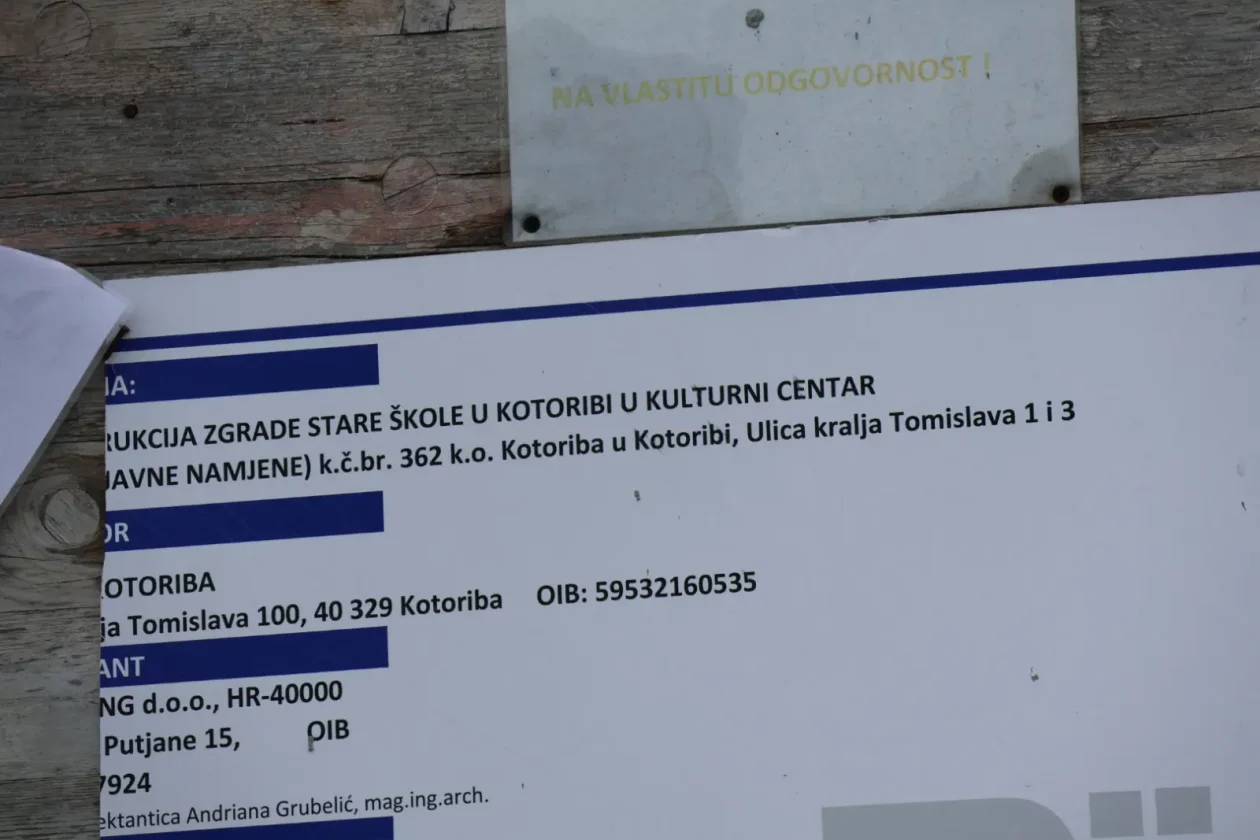 NA VLASTITU ODGOVORNOST !
NA:
RUKCIJA ZGRADE STARE ŠKOLE U KOTORIBI U KULTURNI CENTAR
JAVNE NAMJENE) k.č.br. 362 k.o. Kotoriba u Kotoribi, Ulica kralja Tomislava 1 i 3
OR
OTORIBA
ja Tomislava 100, 40 329 Kotoriba OIB: 59532160535
ANT
NG d.o.o., HR-40000
Putjane 15, OIB
7924
ektantica Andriana Grubelić, mag.ing.arch.